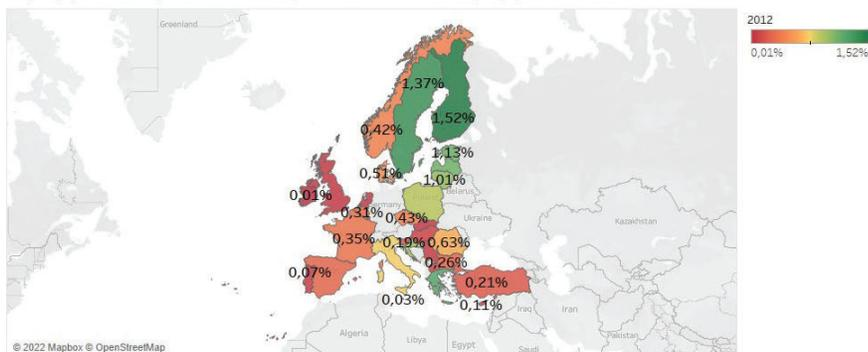 Greenland
2012
0,01% 1,52%
1,37%
1,52%
0,42%
1,13%
0,51%
1,01%
0,01%
Belarus
0,31%
0,43%
Ukraine
Kazakhstan
0,35%
0,19%
0,63%
0,26%
0,07%
0,21%
0,03%
0,11%
Iraq
Iran
Algeria
Libya
Egypt
Saudi
Pakistan
© 2022 Mapbox © OpenStreetMap